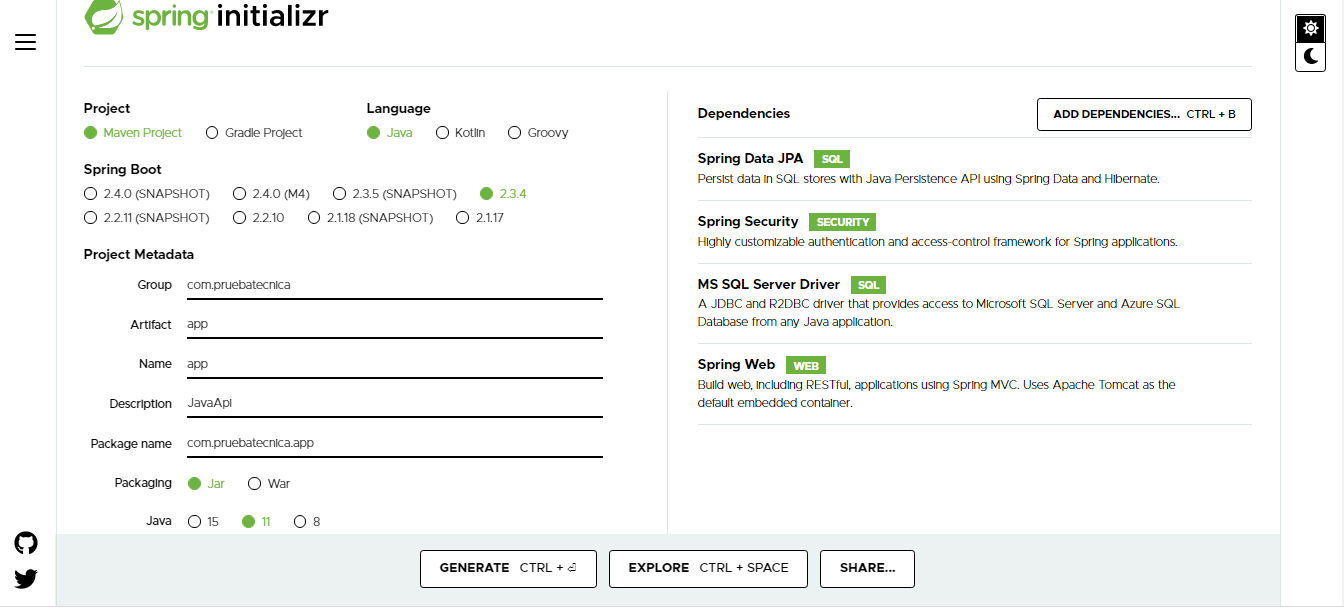 spring initializr
Project
Maven Project Gradle Project
Language
Java Kotlin Groovy
Spring Boot
2.4.0 (SNAPSHOT) 2.4.0 (M4) 2.3.5 (SNAPSHOT) 2.3.4
2.2.11 (SNAPSHOT) 2.2.10 2.1.18 (SNAPSHOT) 2.1.17
Project Metadata
Group com.pruebatecnica
Artifact app
Name app
Description JavaApi
Package name com.pruebatecnica.app
Packaging Jar War
Java 15 11 8
Dependencies
ADD DEPENDENCIES... CTRL + B
Spring Data JPA SQL
Persist data in SQL stores with Java Persistence API using Spring Data and Hibernate.
Spring Security SECURITY
Highly customizable authentication and access-control framework for Spring applications.
MS SQL Server Driver SQL
A JDBC and R2DBC driver that provides access to Microsoft SQL Server and Azure SQL
Database from any Java application.
Spring Web WEB
Build web, including RESTful, applications using Spring MVC. Uses Apache Tomcat as the
default embedded container.
GENERATE CTRL + ⏎
EXPLORE CTRL + SPACE
SHARE...